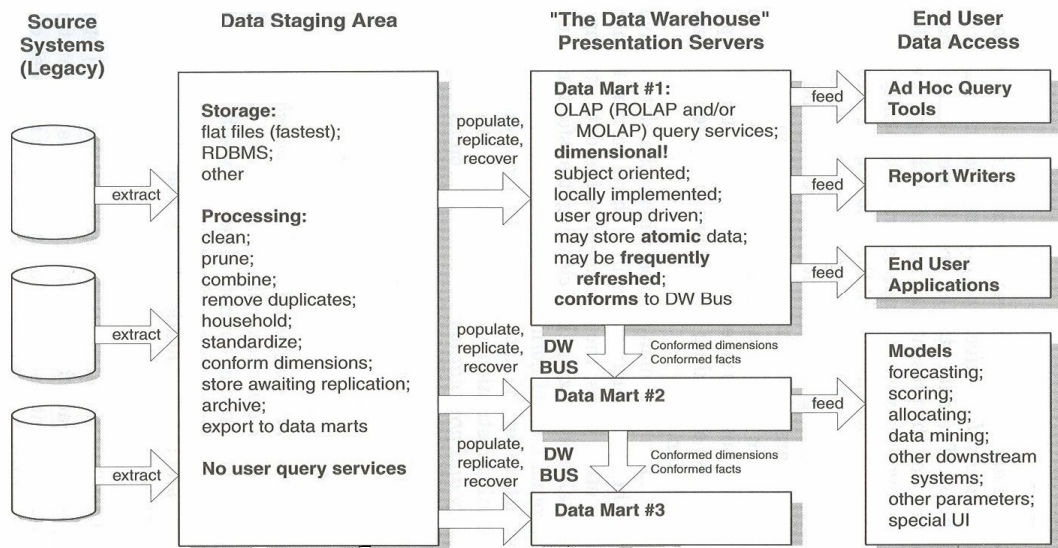 Source
Systems
(Legacy)
Data Staging Area
"The Data Warehouse"
Presentation Servers
End User
Data Access
extract
extract
extract
Storage:
flat files (fastest);
RDBMS;
other
Processing:
clean;
prune;
combine;
remove duplicates;
household;
standardize;
conform dimensions;
store awaiting replication;
archive;
export to data marts
No user query services
populate,
replicate,
recover
populate,
replicate,
recover
populate,
replicate,
recover
Data Mart #1:
OLAP (ROLAP and/or
MOLAP) query services;
dimensional!
subject oriented;
locally implemented;
user group driven;
may store atomic data;
may be frequently
refreshed;
conforms to DW Bus
DW
BUS
Conformed dimensions
Conformed facts
Data Mart #2
DW
BUS
Conformed dimensions
Conformed facts
Data Mart #3
feed
feed
feed
feed
Ad Hoc Query
Tools
Report Writers
End User
Applications
Models
forecasting;
scoring;
allocating;
data mining;
other downstream
systems;
other parameters;
special UI